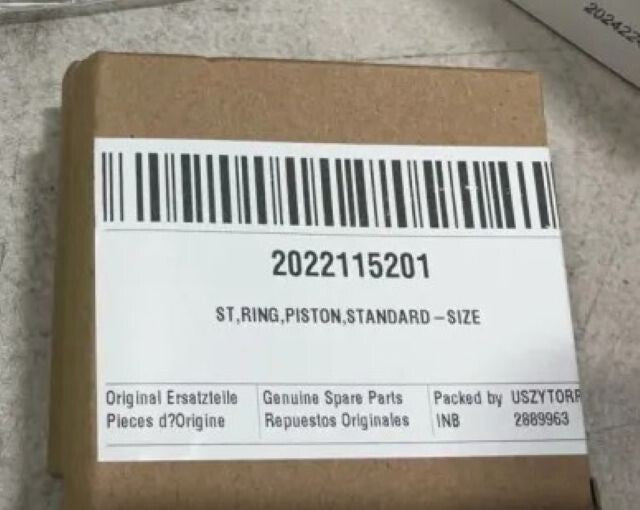 2022115201
ST,RING,PISTON,STANDARD-SIZE
Original Ersatzteile
Pieces d?Origine
Genuine Spare Parts
Repuestos Originales
Packed by USZYTORP
INB 2889963